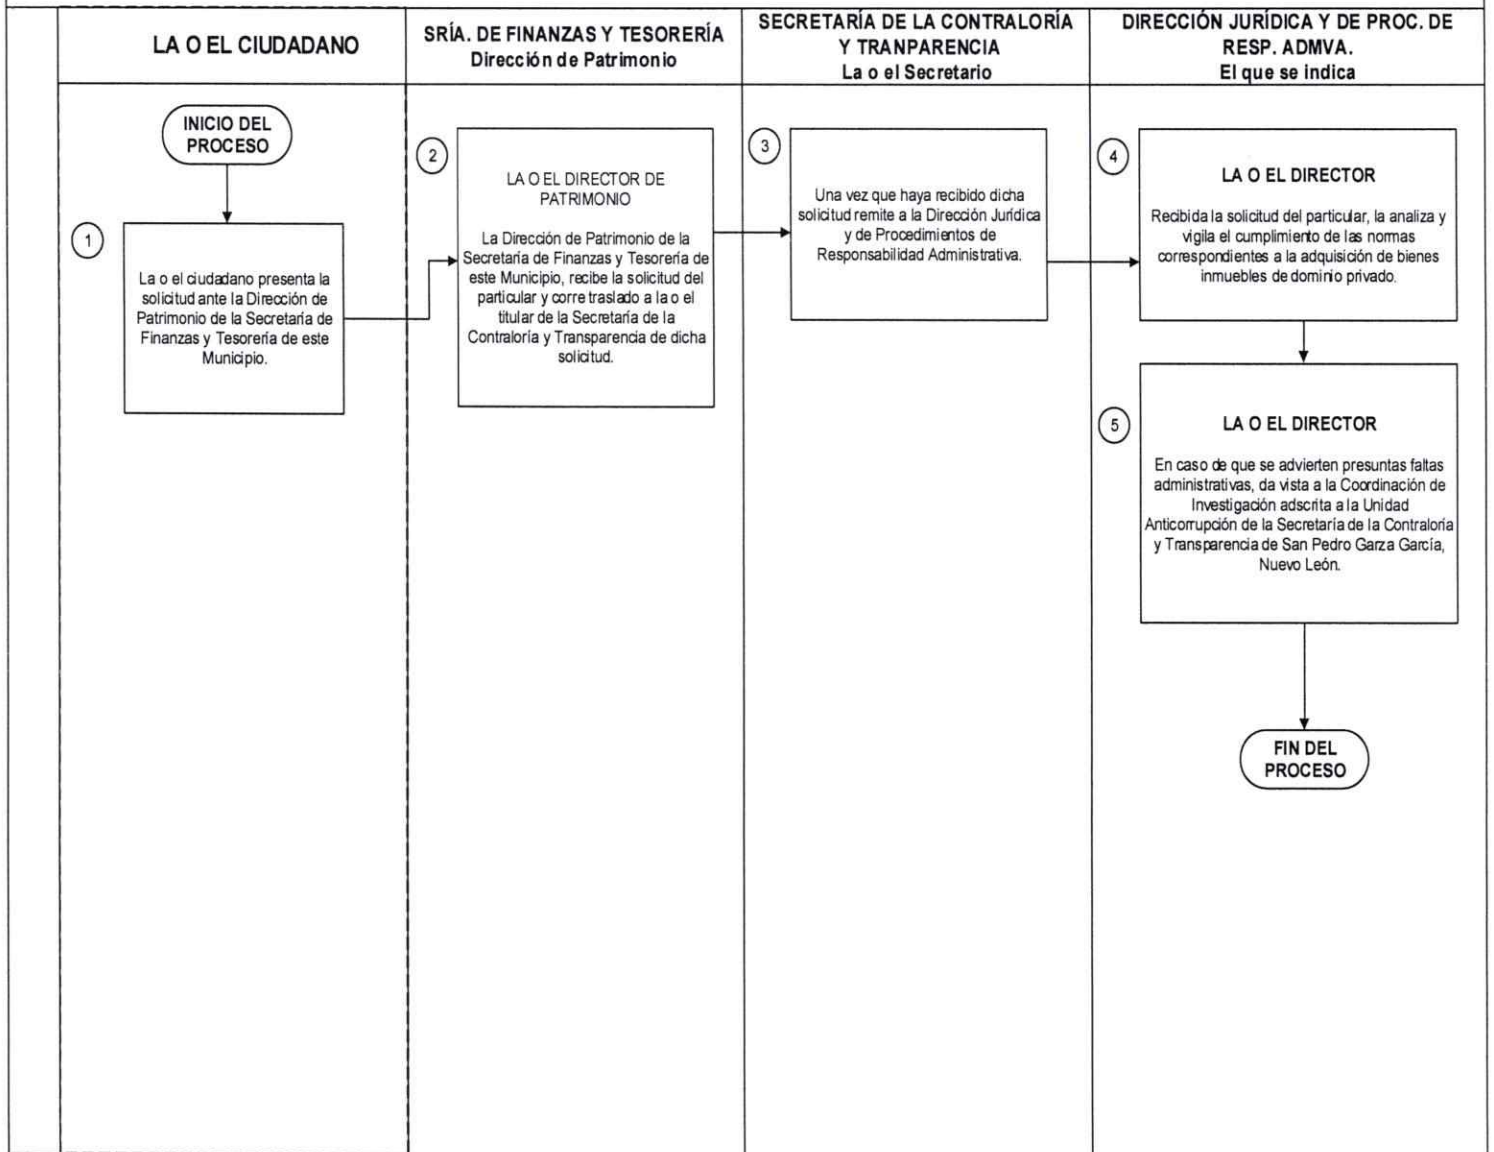 LA O EL CIUDADANO
SRÍA. DE FINANZAS Y TESORERÍA
Dirección de Patrimonio
SECRETARÍA DE LA CONTRALORÍA
Y TRANPARENCIA
La o el Secretario
DIRECCIÓN JURÍDICA Y DE PROC. DE
RESP. ADMVA.
El que se indica
INICIO DEL
PROCESO
1
La o el ciudadano presenta la
solicitud ante la Dirección de
Patrimonio de la Secretaría de
Finanzas y Tesorería de este
Municipio.
2
LA O EL DIRECTOR DE
PATRIMONIO
La Dirección de Patrimonio de la
Secretaría de Finanzas y Tesorería de
este Municipio, recibe la solicitud del
particular y corre traslado a la o el
titular de la Secretaría de la
Contraloría y Transparencia de dicha
solicitud.
3
Una vez que haya recibido dicha
solicitud remite a la Dirección Jurídica
y de Procedimientos de
Responsabilidad Administrativa.
4
LA O EL DIRECTOR
Recibida la solicitud del particular, la analiza y
vigila el cumplimiento de las normas
correspondientes a la adquisición de bienes
inmuebles de dominio privado.
5
LA O EL DIRECTOR
En caso de que se advierten presuntas faltas
administrativas, da vista a la Coordinación de
Investigación adscrita a la Unidad
Anticorrupción de la Secretaría de la Contraloría
y Transparencia de San Pedro Garza García,
Nuevo León.
FIN DEL
PROCESO